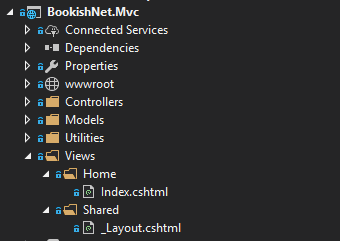 BookishNet.Mvc
Connected Services
Dependencies
Properties
wwwroot
Controllers
Models
Utilities
Views
Home
Index.cshtml
Shared
_Layout.cshtml